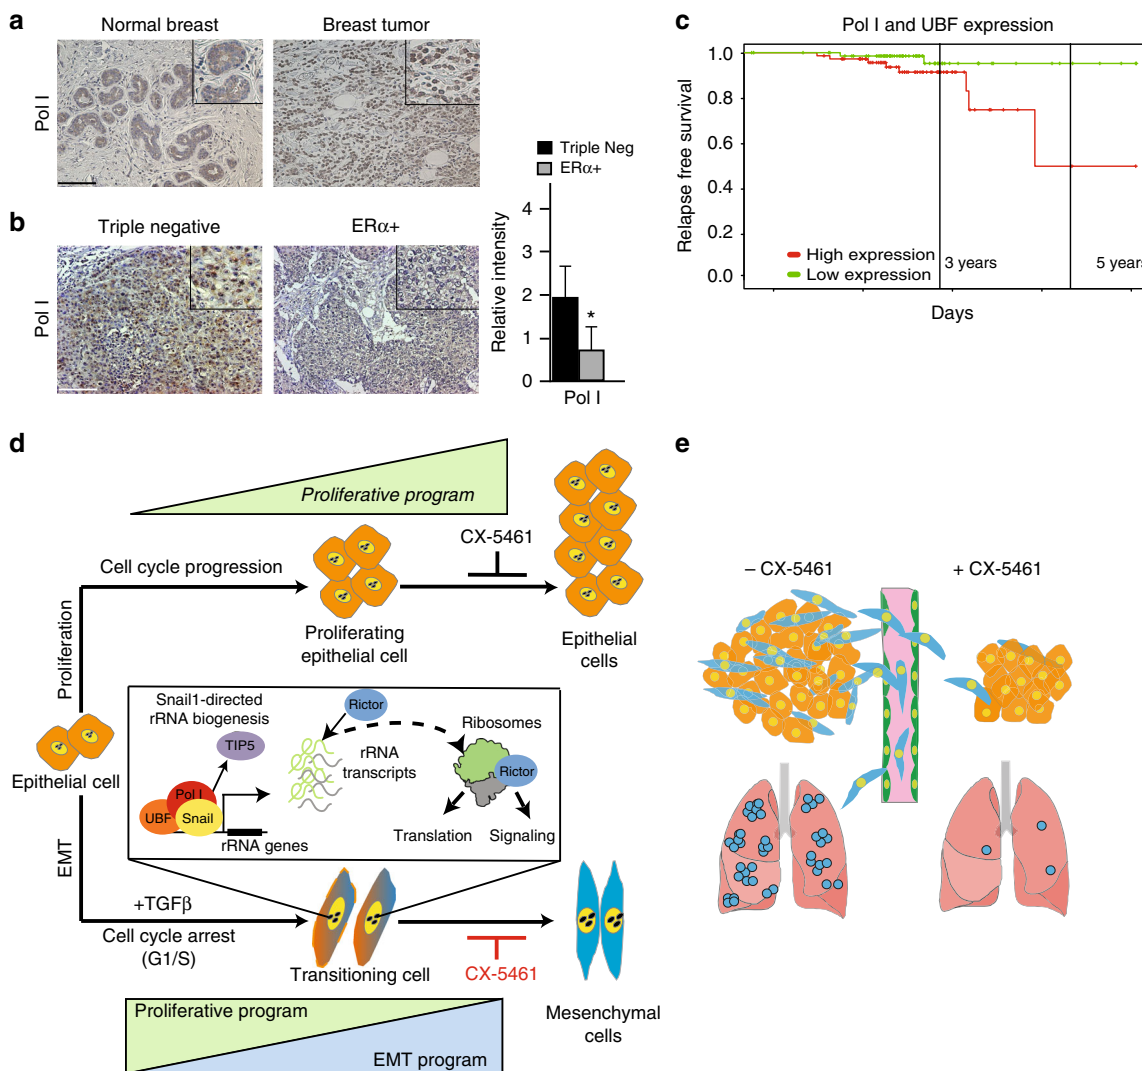 a
Normal breast
Breast tumor
Pol I
b
Triple negative
ERα+
Pol I
Triple Neg
ERα+
Relative intensity
4
3
2
1
0
*
Pol I
c
Pol I and UBF expression
Relapse free survival
1.0
0.8
0.6
0.4
0.2
0.0
High expression
Low expression
3 years
5 years
Days
d
Proliferative program
CX-5461
Cell cycle progression
Proliferating
epithelial cell
Epithelial
cells
Proliferation
Epithelial cell
EMT
Snail1-directed
rRNA biogenesis
TIP5
Pol I
UBF
Snail
rRNA genes
Rictor
rRNA
transcripts
Ribosomes
Rictor
Translation
Signaling
+TGFβ
Cell cycle arrest
(G1/S)
Transitioning cell
CX-5461
Mesenchymal
cells
Proliferative program
EMT program
e
– CX-5461
+ CX-5461